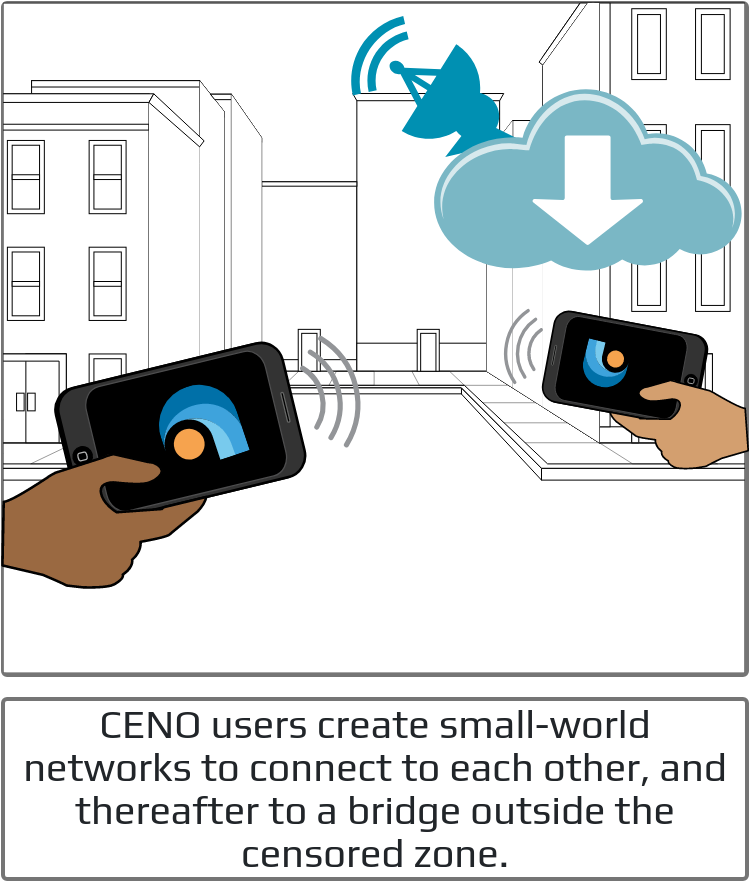 CENO users create small-world
networks to connect to each other, and
thereafter to a bridge outside the
censored zone.